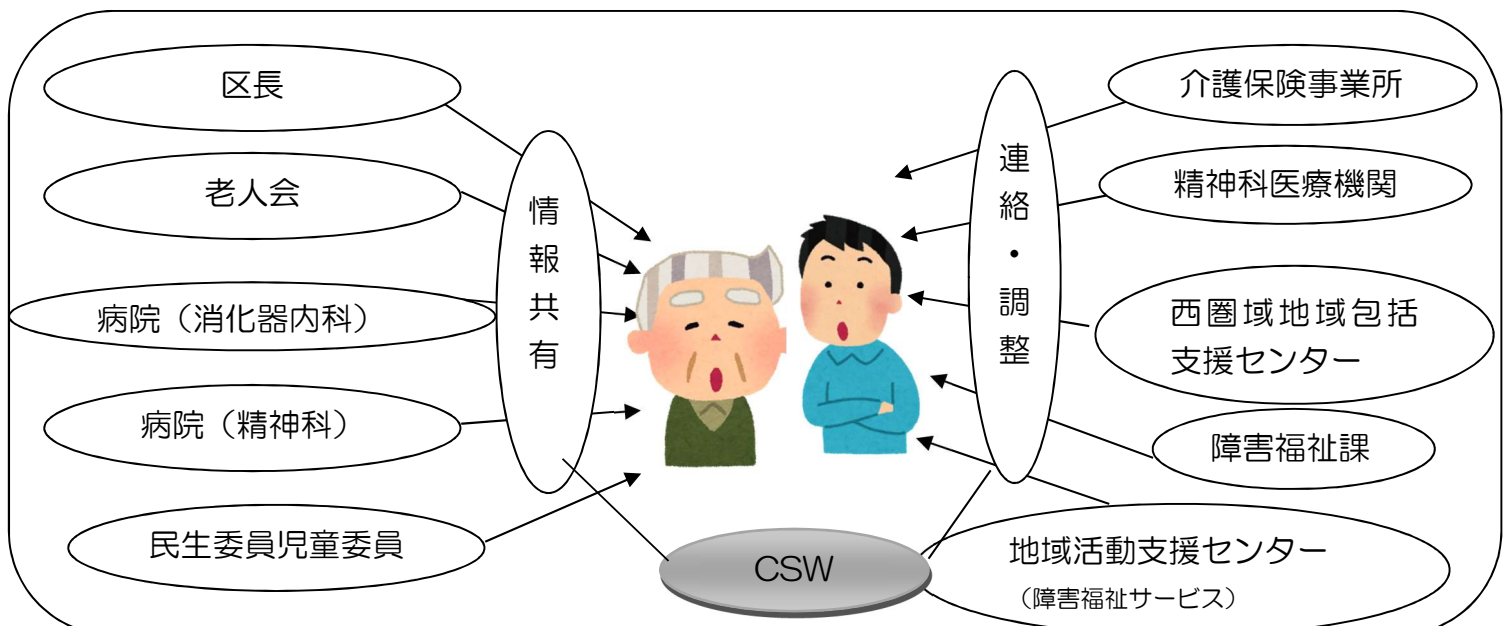 区長
老人会
病院（消化器内科）
病院（精神科）
民生委員児童委員
情報共有
連絡・調整
介護保険事業所
精神科医療機関
西圏域地域包括
支援センター
障害福祉課
地域活動支援センター
（障害福祉サービス）
CSW